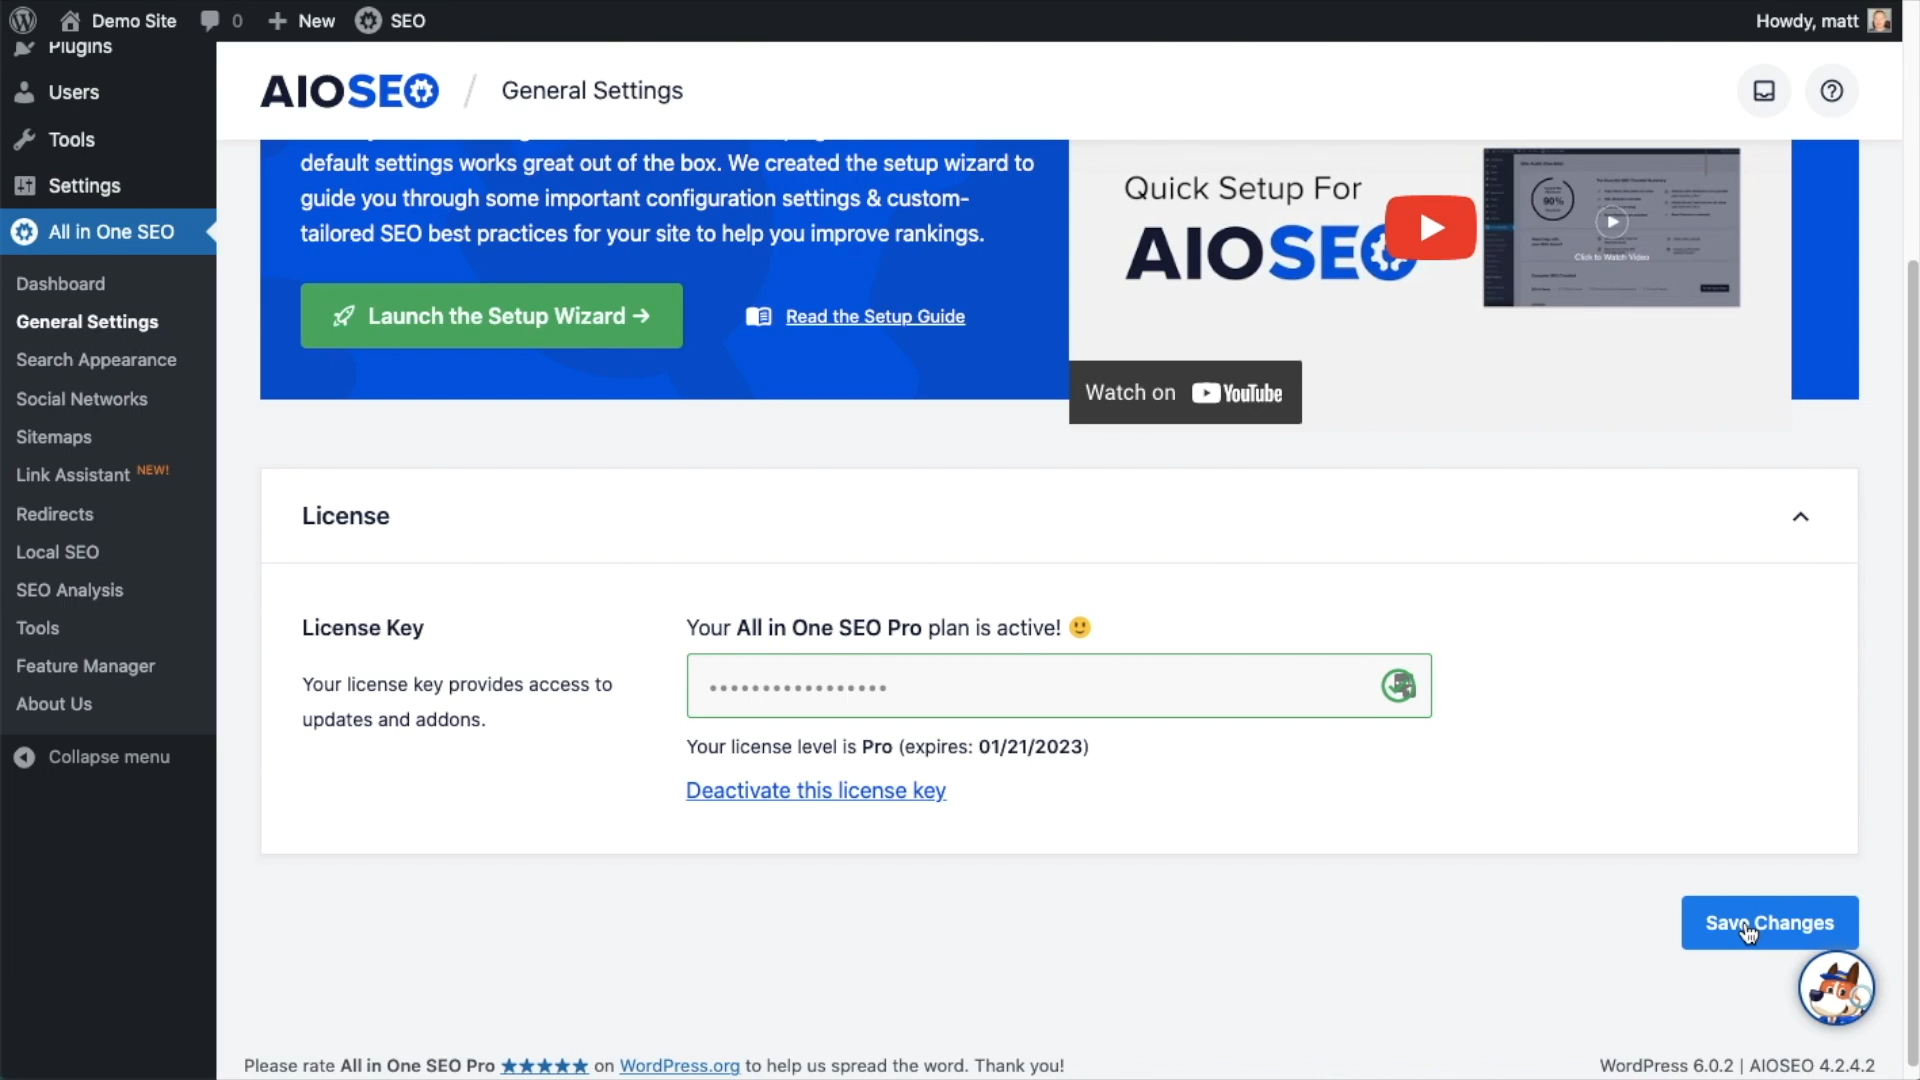 Demo Site 0 New SEO Howdy, matt
Plugins
Users
Tools
Settings
All in One SEO
Dashboard
General Settings
Search Appearance
Social Networks
Sitemaps
Link Assistant NEW!
Redirects
Local SEO
SEO Analysis
Tools
Feature Manager
About Us
Collapse menu
AIOSEO / General Settings
default settings works great out of the box. We created the setup wizard to
guide you through some important configuration settings & custom-
tailored SEO best practices for your site to help you improve rankings.
Launch the Setup Wizard → Read the Setup Guide
Quick Setup For
AIOSEO
90%
Click to Watch Video
Watch on YouTube
License
License Key
Your license key provides access to
updates and addons.
Your All in One SEO Pro plan is active! 🙂
•••••••••••••••••
Your license level is Pro (expires: 01/21/2023)
Deactivate this license key
Save Changes
Please rate All in One SEO Pro ★★★★★ on WordPress.org to help us spread the word. Thank you!
WordPress 6.0.2 | AIOSEO 4.2.4.2